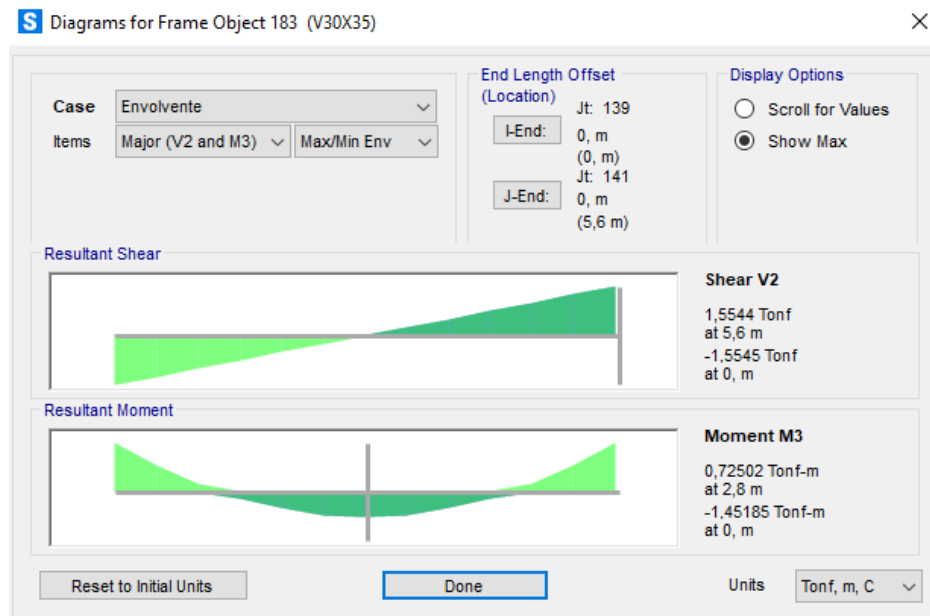 S Diagrams for Frame Object 183 (V30X35)
Case Envolvente
Items Major (V2 and M3) Max/Min Env
End Length Offset
(Location)
Jt: 139
I-End: 0, m
(0, m)
Jt: 141
J-End: 0, m
(5,6 m)
Display Options
Scroll for Values
Show Max
Resultant Shear
Shear V2
1,5544 Tonf
at 5,6 m
-1,5545 Tonf
at 0, m
Resultant Moment
Moment M3
0,72502 Tonf-m
at 2,8 m
-1,45185 Tonf-m
at 0, m
Reset to Initial Units
Done
Units Tonf, m, C